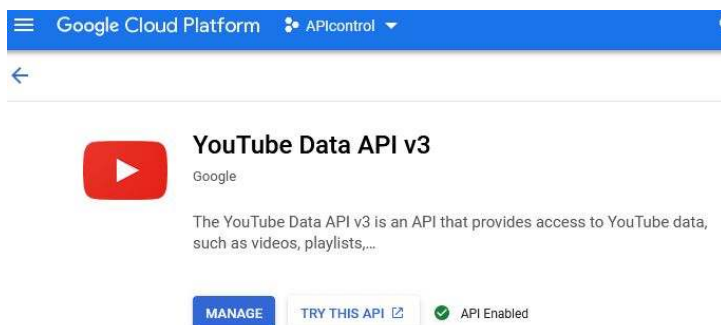 Google Cloud Platform APIcontrol
YouTube Data API v3
Google
The YouTube Data API v3 is an API that provides access to YouTube data,
such as videos, playlists,...
MANAGE TRY THIS API API Enabled